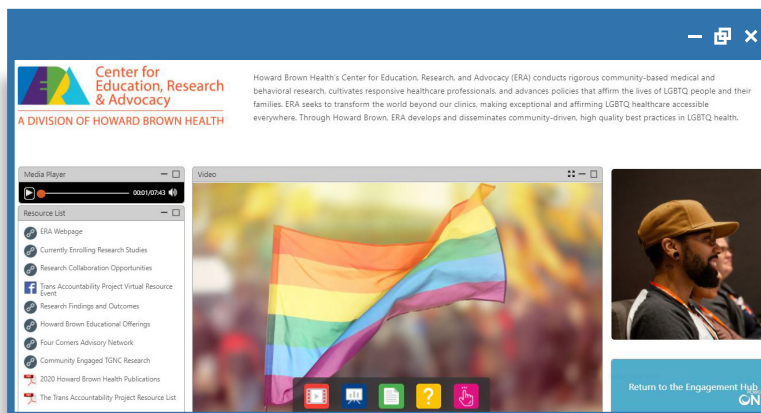 Center for
Education, Research
& Advocacy
ERA
A DIVISION OF HOWARD BROWN HEALTH
Howard Brown Health's Center for Education, Research, and Advocacy (ERA) conducts rigorous community-based medical and
behavioral research, cultivates responsive healthcare professionals, and advances policies that affirm the lives of LGBTQ people and their
families. ERA seeks to transform the world beyond our clinics, making exceptional and affirming LGBTQ healthcare accessible
everywhere. Through Howard Brown, ERA develops and disseminates community-driven, high quality best practices in LGBTQ health.
Media Player
00:01/07:43
Resource List
ERA Webpage
Currently Enrolling Research Studies
Research Collaboration Opportunities
Trans Accountability Project Virtual Resource
Event
Research Findings and Outcomes
Howard Brown Educational Offerings
Four Corners Advisory Network
Community Engaged TGNC Research
2020 Howard Brown Health Publications
The Trans Accountability Project Resource List
Video
?
Return to the Engagement Hub
ON